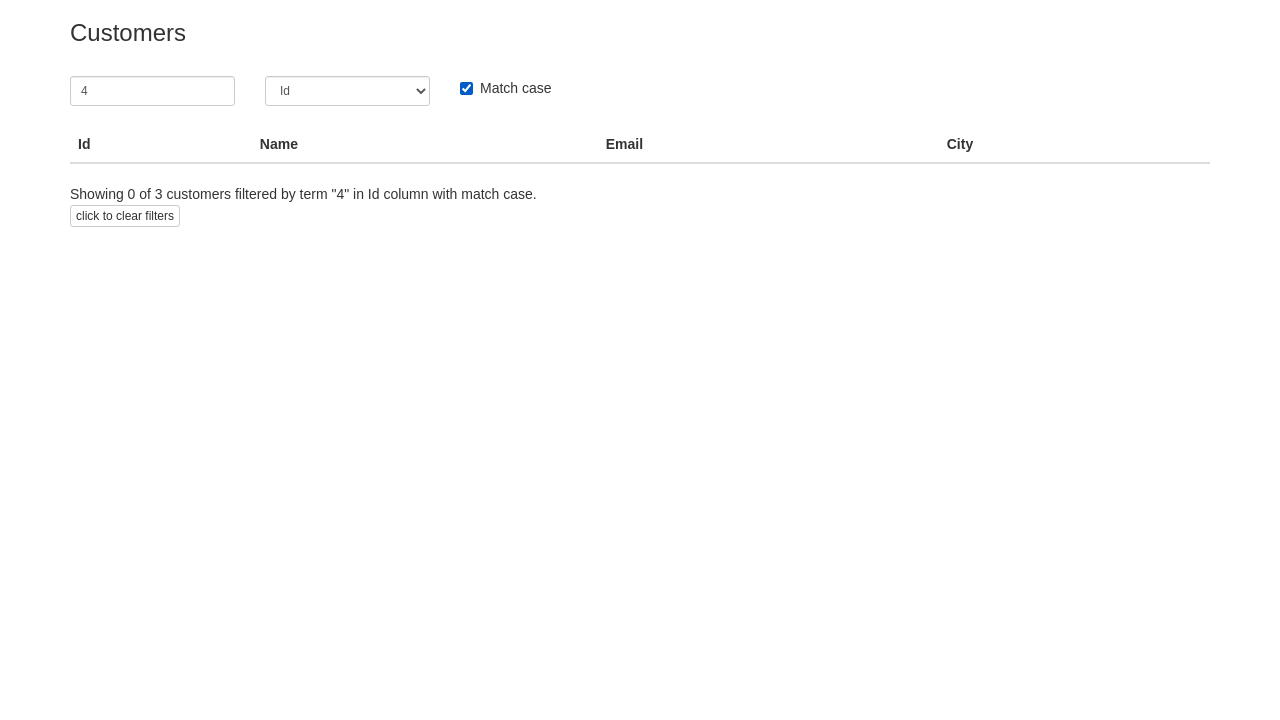 Customers
4
Id
Match case
Id Name Email City
Showing 0 of 3 customers filtered by term "4" in Id column with match case.
click to clear filters